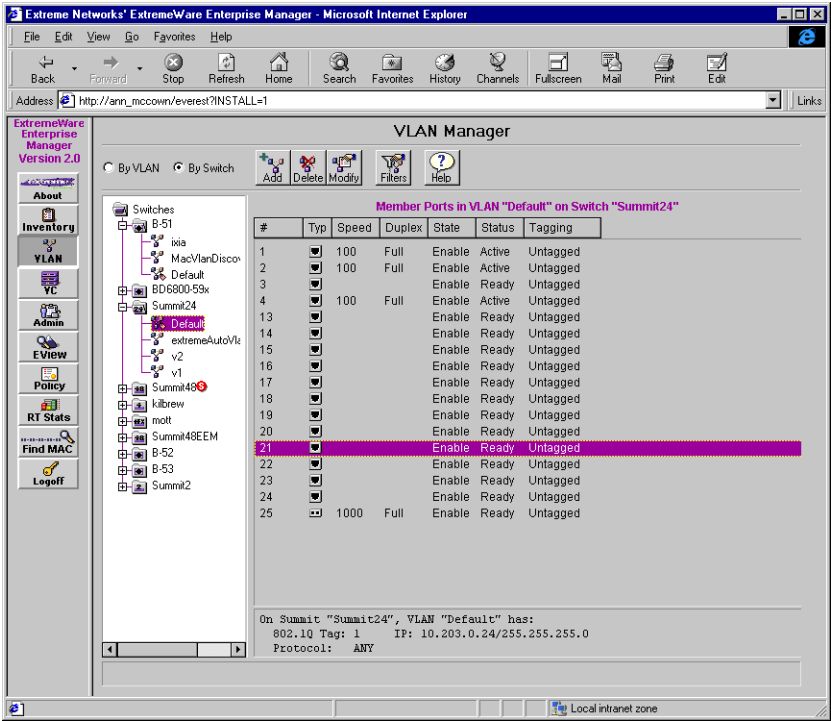 Extreme Networks' ExtremeWare Enterprise Manager - Microsoft Internet Explorer
File Edit View Go Favorites Help
Back Forward Stop Refresh Home Search Favorites History Channels Fullscreen Mail Print Edit
Address http://ann_mccown/everest?INSTALL=1 Links
ExtremeWare
Enterprise
Manager
Version 2.0
About
Inventory
VLAN
VC
Admin
EView
Policy
RT Stats
Find MAC
Logoff
VLAN Manager
By VLAN By Switch
Add Delete Modify Filters Help
Switches
B-51
ixia
MacVlanDiscov
Default
BD6800-59x
Summit24
Default
extremeAutoVla
v2
v1
Summit48 S
kilbrew
mott
Summit48EEM
B-52
B-53
Summit2
Member Ports in VLAN "Default" on Switch "Summit24"
# Typ Speed Duplex State Status Tagging
1 100 Full Enable Active Untagged
2 100 Full Enable Active Untagged
3 Enable Ready Untagged
4 100 Full Enable Active Untagged
13 Enable Ready Untagged
14 Enable Ready Untagged
15 Enable Ready Untagged
16 Enable Ready Untagged
17 Enable Ready Untagged
18 Enable Ready Untagged
19 Enable Ready Untagged
20 Enable Ready Untagged
21 Enable Ready Untagged
22 Enable Ready Untagged
23 Enable Ready Untagged
24 Enable Ready Untagged
25 1000 Full Enable Ready Untagged
On Summit "Summit24", VLAN "Default" has:
802.1Q Tag: 1 IP: 10.203.0.24/255.255.255.0
Protocol: ANY
Local intranet zone